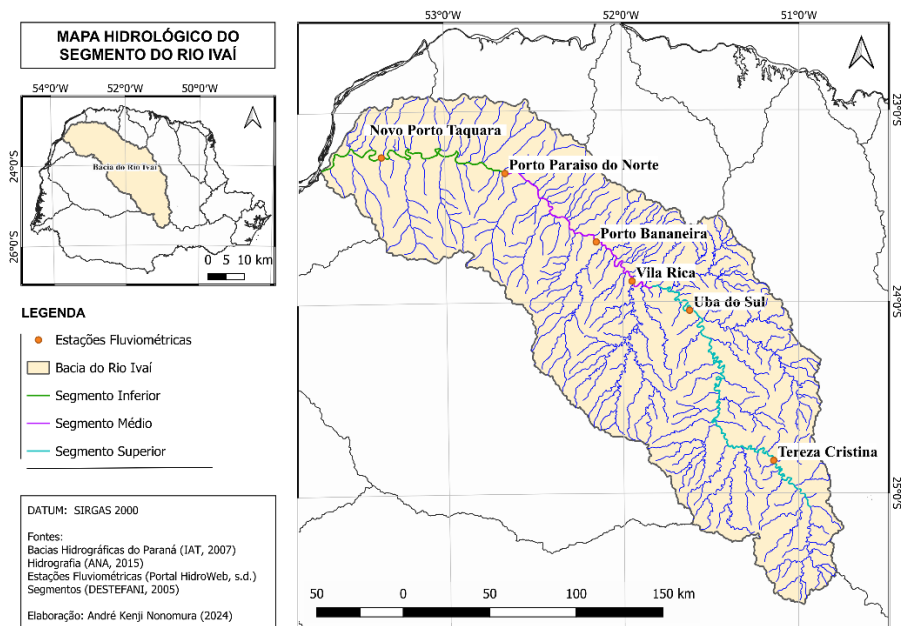 MAPA HIDROLÓGICO DO
SEGMENTO DO RIO IVAÍ
54°0'W 52°0'W 50°0'W
24°0'S
26°0'S
Bacia do Rio Ivaí
0 5 10 km
LEGENDA
Estações Fluviométricas
Bacia do Rio Ivaí
Segmento Inferior
Segmento Médio
Segmento Superior
DATUM: SIRGAS 2000
Fontes:
Bacias Hidrográficas do Paraná (IAT, 2007)
Hidrografia (ANA, 2015)
Estações Fluviométricas (Portal HidroWeb, s.d.)
Segmentos (DESTEFANI, 2005)
Elaboração: André Kenji Nonomura (2024)
53°0'W 52°0'W 51°0'W
23°0'S
24°0'S
25°0'S
Novo Porto Taquara
Porto Paraiso do Norte
Porto Bananeira
Vila Rica
Uba do Sul
Tereza Cristina
50 0 50 100 150 km